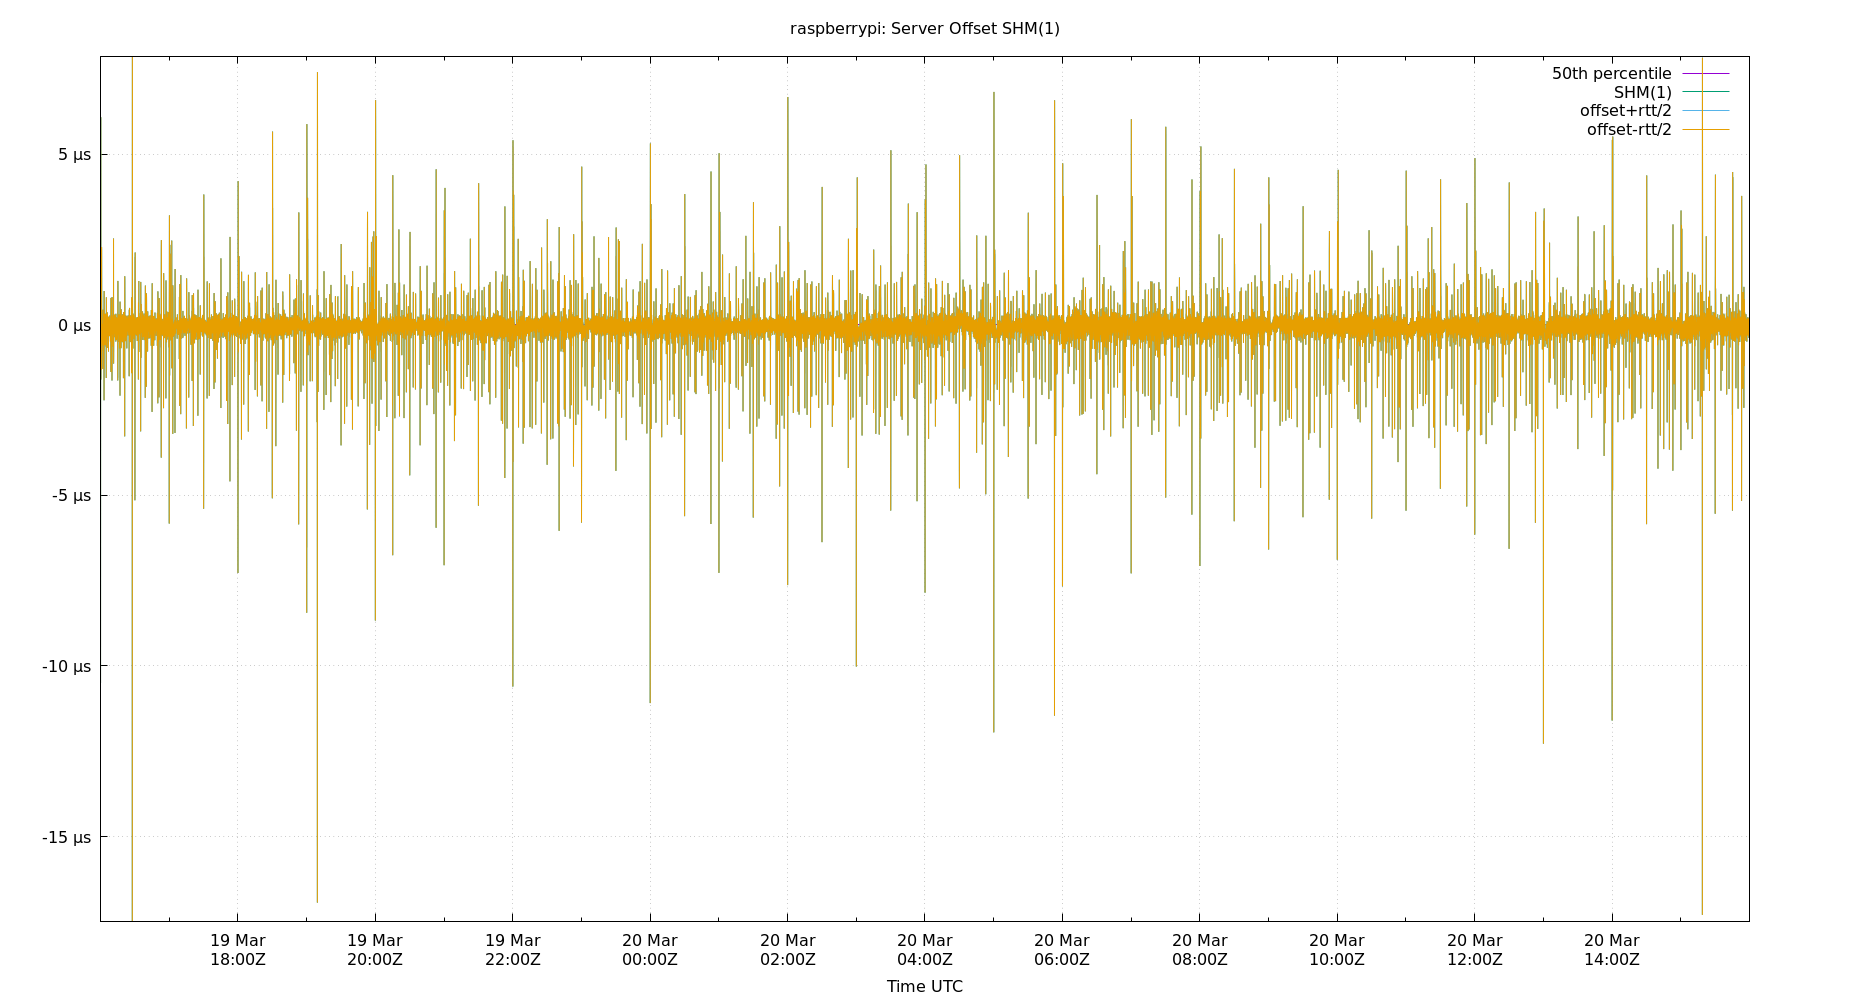 raspberrypi: Server Offset SHM(1)
50th percentile
SHM(1)
offset+rtt/2
offset-rtt/2
5 µs
0 µs
-5 µs
-10 µs
-15 µs
19 Mar 19 Mar 19 Mar 20 Mar 20 Mar 20 Mar 20 Mar 20 Mar 20 Mar 20 Mar 20 Mar
18:00Z 20:00Z 22:00Z 00:00Z 02:00Z 04:00Z 06:00Z 08:00Z 10:00Z 12:00Z 14:00Z
Time UTC